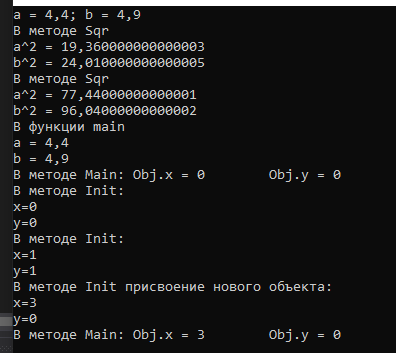 a = 4,4; b = 4,9
В методе Sqr
a^2 = 19,360000000000003
b^2 = 24,010000000000005
В методе Sqr
a^2 = 77,44000000000001
b^2 = 96,04000000000002
В функции main
a = 4,4
b = 4,9
В методе Main: Obj.x = 0 Obj.y = 0
В методе Init:
x=0
y=0
В методе Init:
x=1
y=1
В методе Init присвоение нового объекта:
x=3
y=0
В методе Main: Obj.x = 3 Obj.y = 0